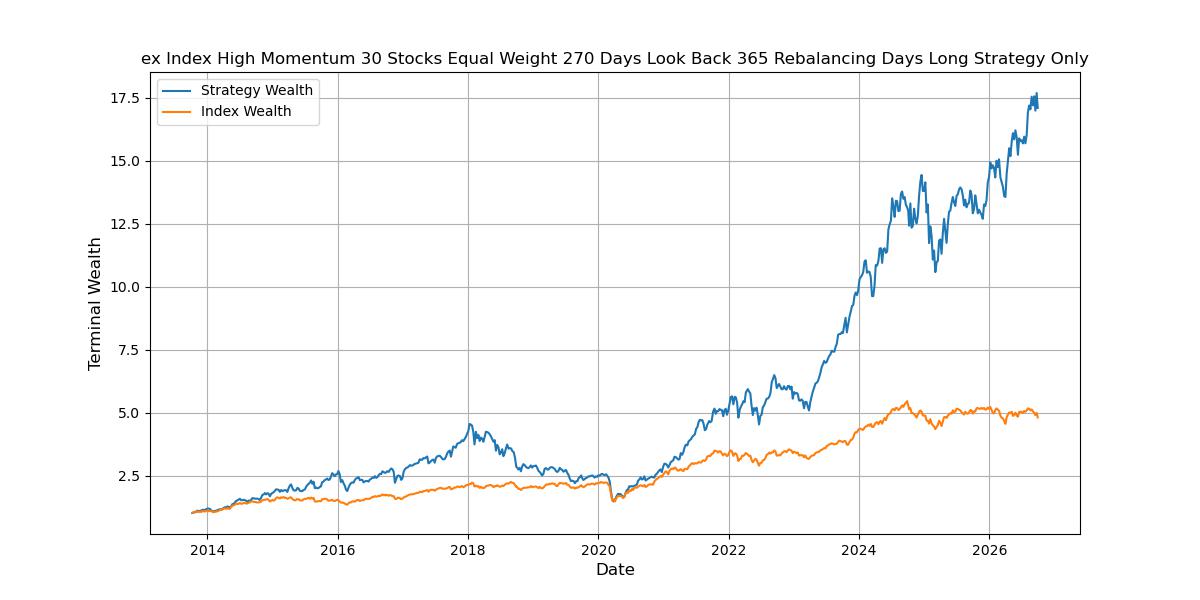 ex Index High Momentum 30 Stocks Equal Weight 270 Days Look Back 365 Rebalancing Days Long Strategy Only
Strategy Wealth
Index Wealth
Terminal Wealth
17.5
15.0
12.5
10.0
7.5
5.0
2.5
2014 2016 2018 2020 2022 2024 2026
Date